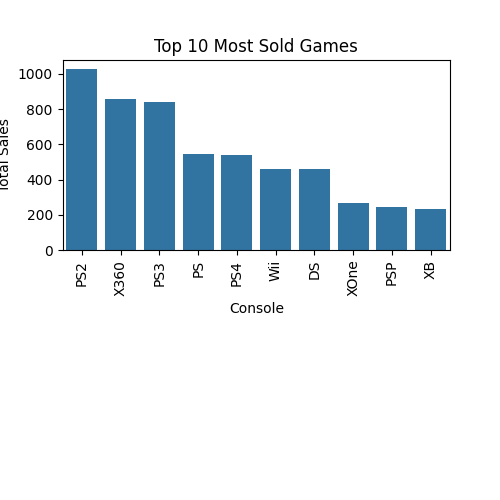 Top 10 Most Sold Games
1000
800
600
400
200
0
Total Sales
PS2
X360
PS3
PS
PS4
Wii
DS
XOne
PSP
XB
Console